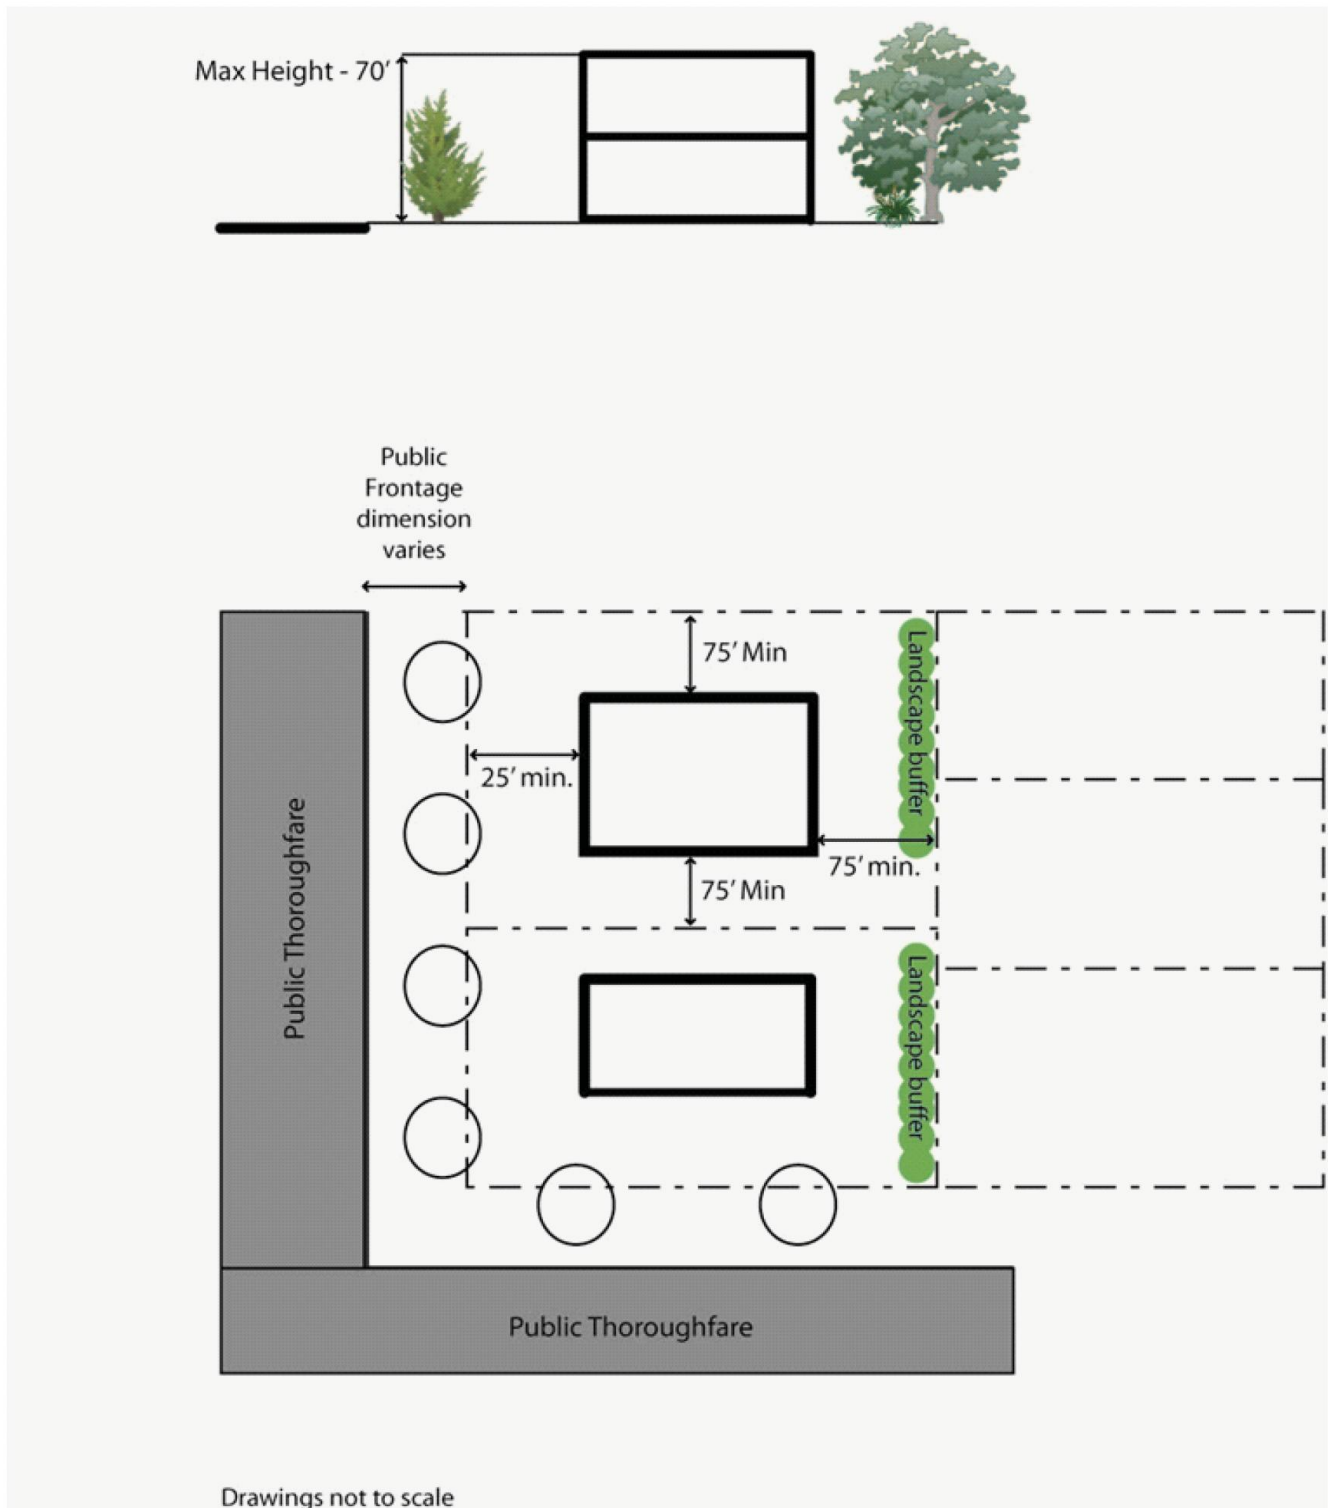 Max Height - 70’
Public
Frontage
dimension
varies
75’ Min
Landscape buffer
25’ min.
75’ min.
75’ Min
Public Thoroughfare
Landscape buffer
Public Thoroughfare
Drawings not to scale